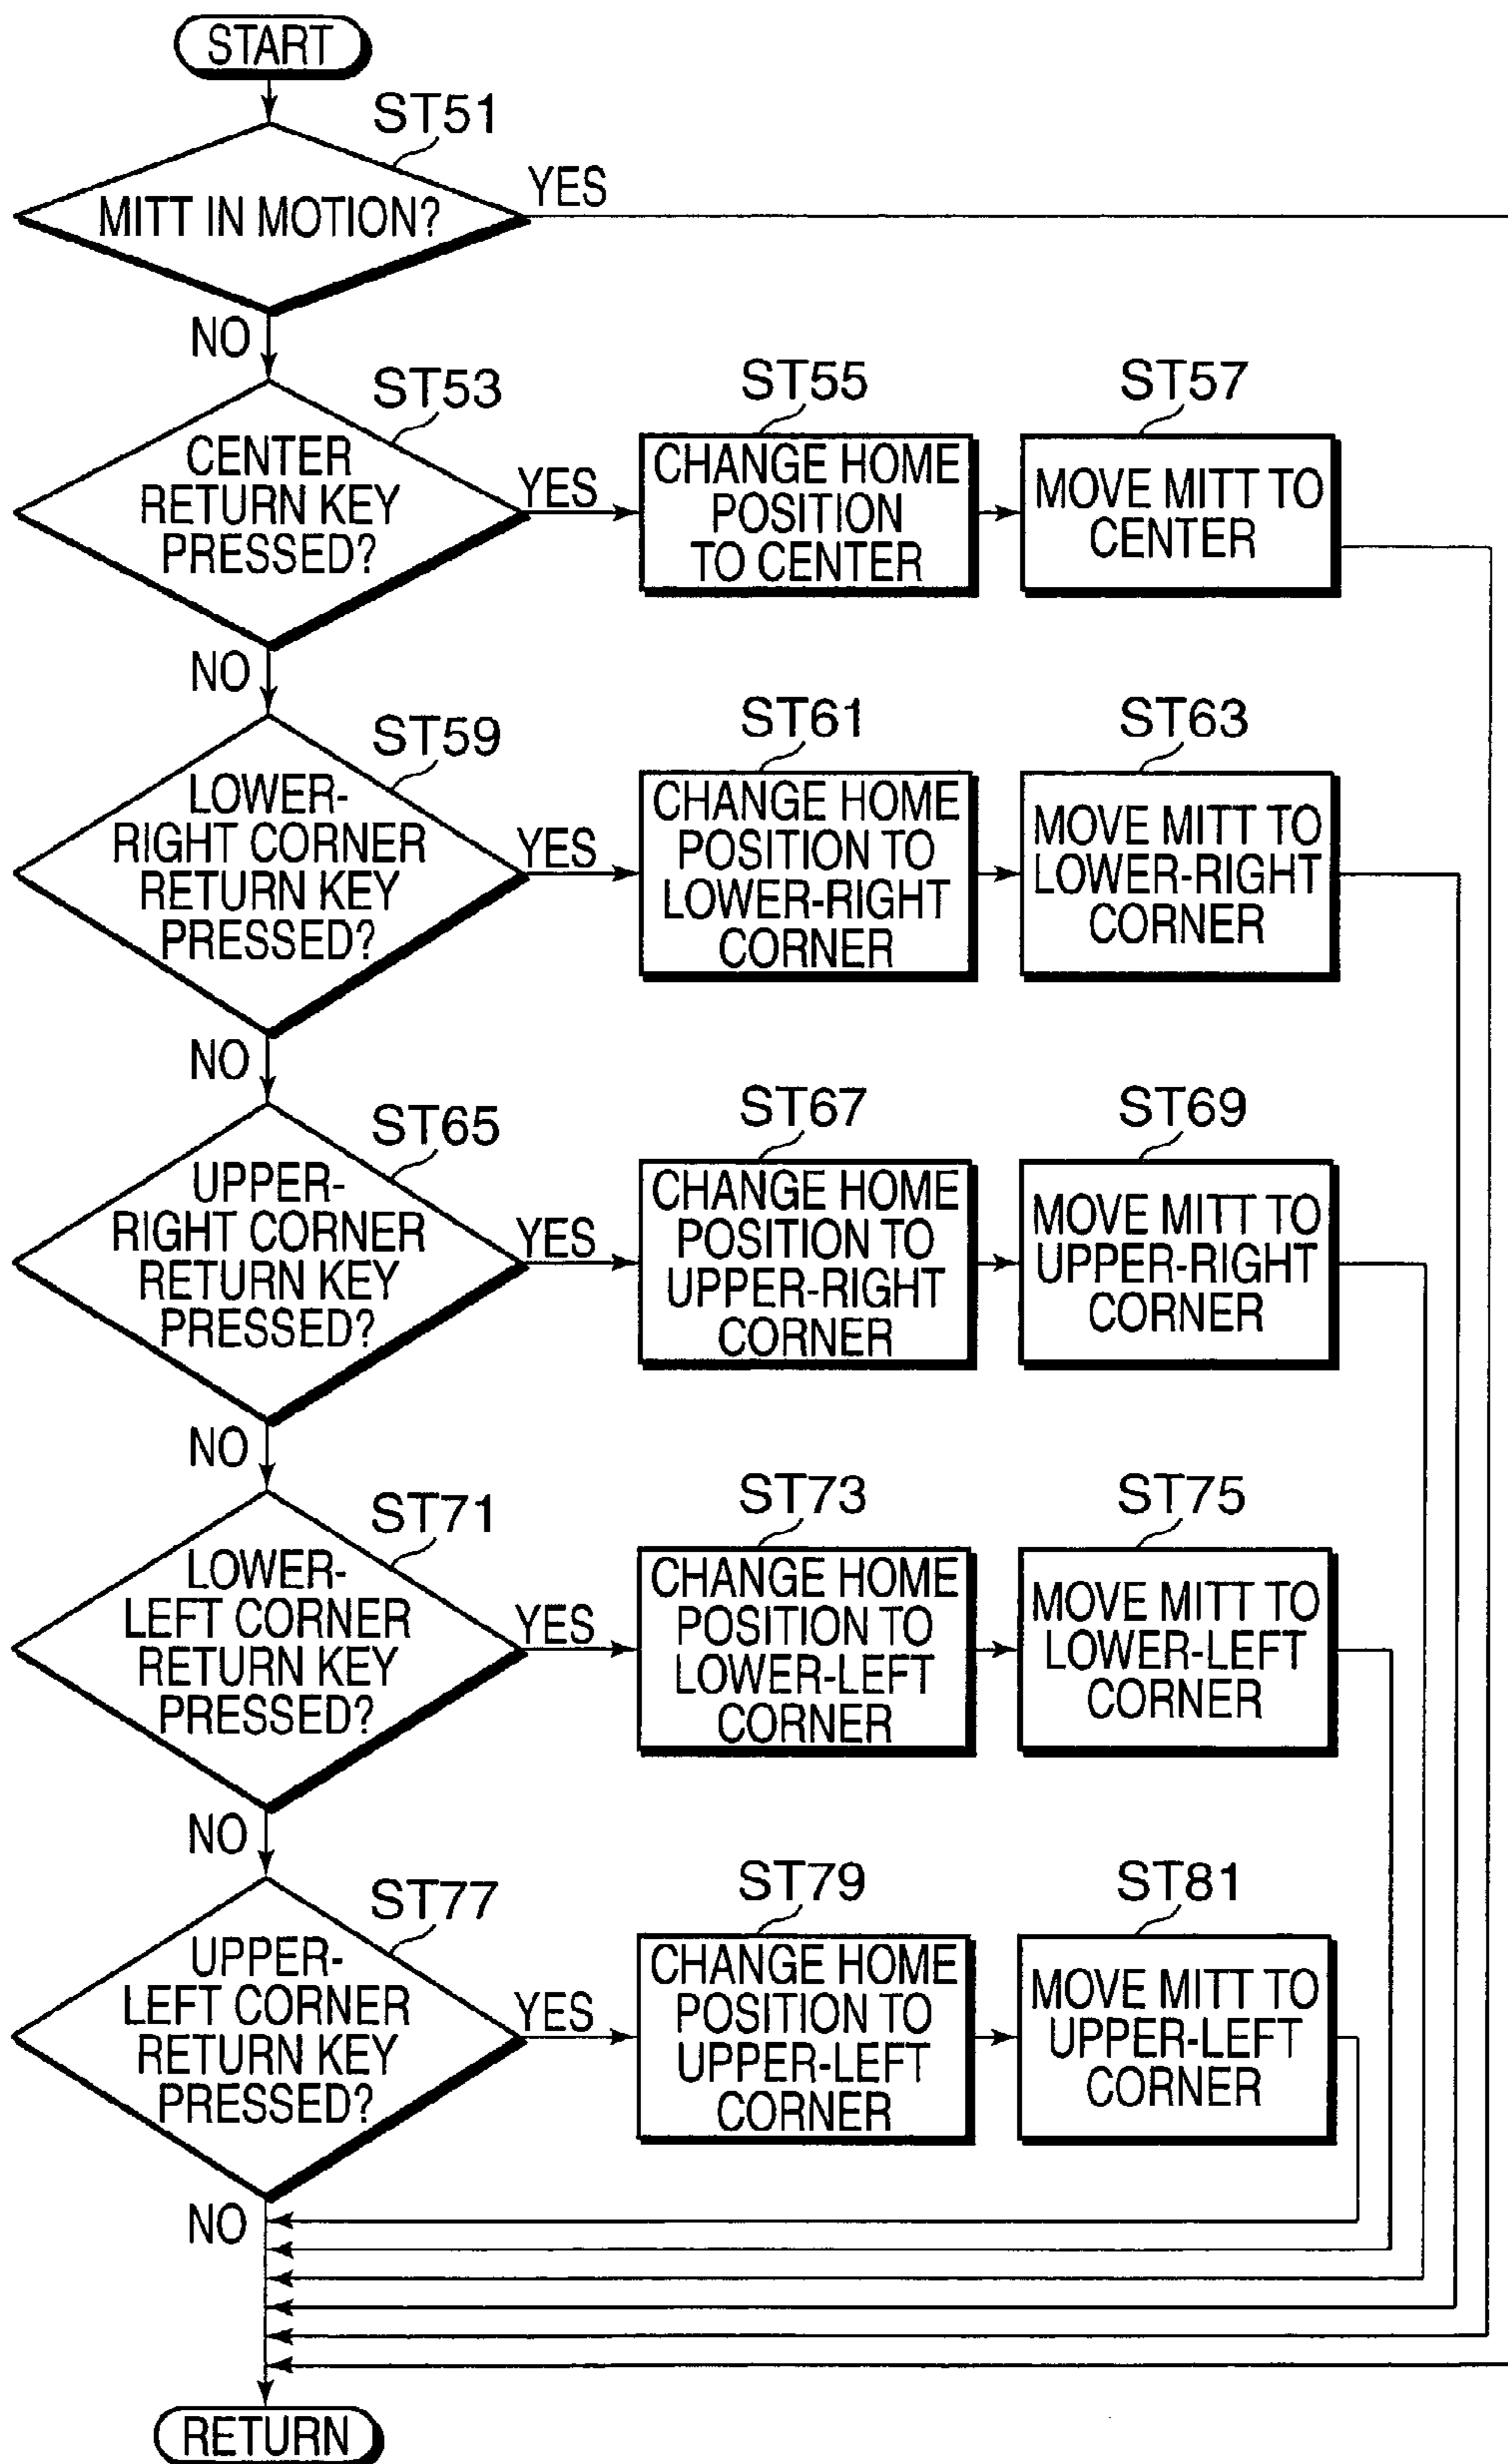 START
ST51
MITT IN MOTION?
YES
NO
ST53
CENTER
RETURN KEY
PRESSED?
YES
ST55
CHANGE HOME
POSITION
TO CENTER
ST57
MOVE MITT TO
CENTER
NO
ST59
LOWER-
RIGHT CORNER
RETURN KEY
PRESSED?
YES
ST61
CHANGE HOME
POSITION TO
LOWER-RIGHT
CORNER
ST63
MOVE MITT TO
LOWER-RIGHT
CORNER
NO
ST65
UPPER-
RIGHT CORNER
RETURN KEY
PRESSED?
YES
ST67
CHANGE HOME
POSITION TO
UPPER-RIGHT
CORNER
ST69
MOVE MITT TO
UPPER-RIGHT
CORNER
NO
ST71
LOWER-
LEFT CORNER
RETURN KEY
PRESSED?
YES
ST73
CHANGE HOME
POSITION TO
LOWER-LEFT
CORNER
ST75
MOVE MITT TO
LOWER-LEFT
CORNER
NO
ST77
UPPER-
LEFT CORNER
RETURN KEY
PRESSED?
YES
ST79
CHANGE HOME
POSITION TO
UPPER-LEFT
CORNER
ST81
MOVE MITT TO
UPPER-LEFT
CORNER
NO
RETURN